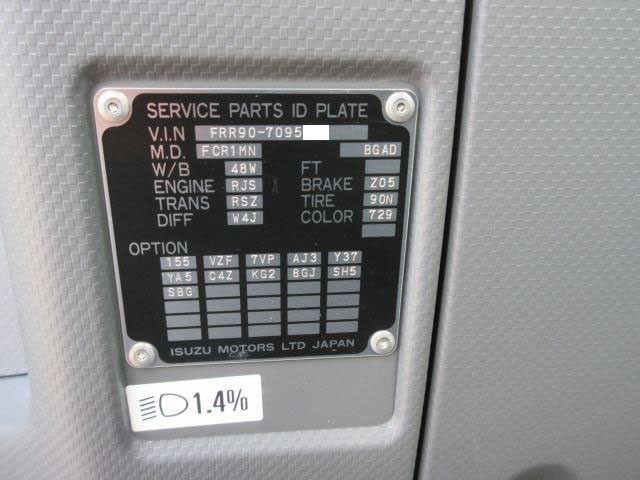 SERVICE PARTS ID PLATE
V.I.N FRR90-7095
M.D. FCR1MN BGAD
W/B 48W FT
ENGINE RJS BRAKE Z05
TRANS RSZ TIRE 90N
DIFF W4J COLOR 729
OPTION
155 VZF 7VP AJ3 Y37
YA5 C4Z KG2 8GJ SH5
SBG
ISUZU MOTORS LTD JAPAN
1.4%